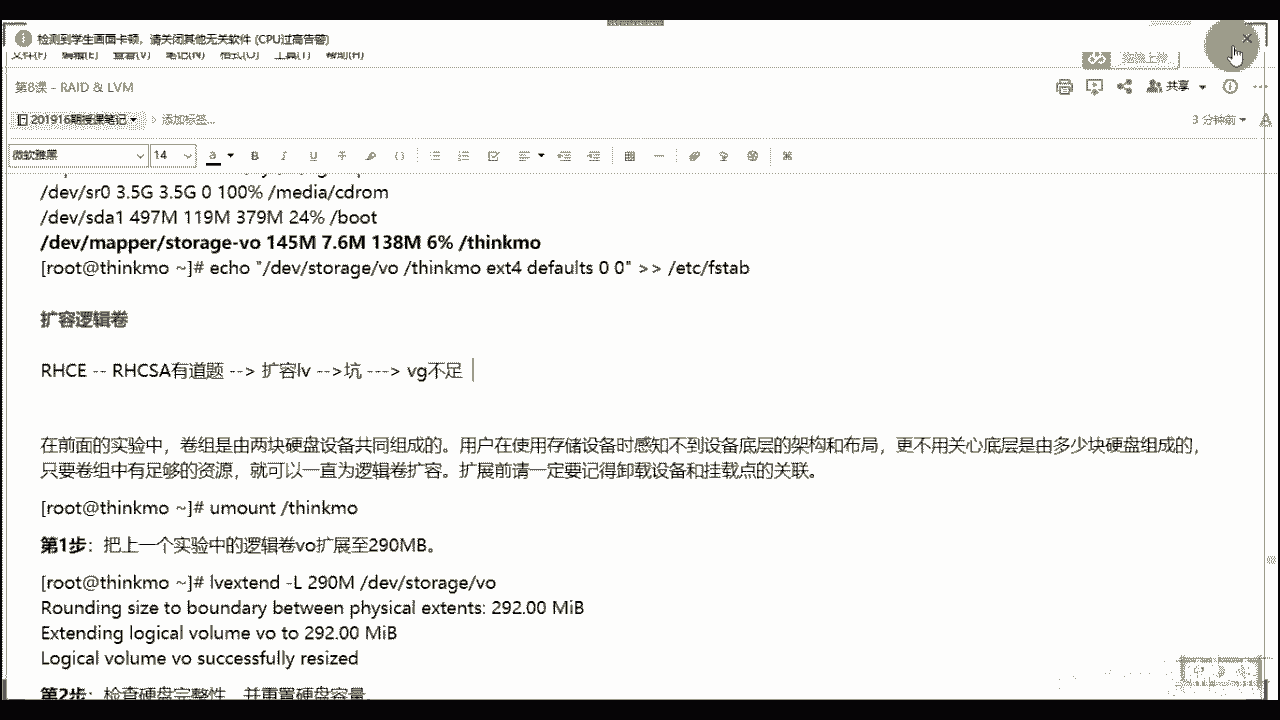 检测到学生画面卡顿，请关闭其他无关软件 (CPU过高告警)
文件(F) 编辑(E) 查看(V) 笔记(N) 格式(O) 工具(T) 帮助(H)
第8课 - RAID & LVM
共享
201916期授课笔记
添加标签...
3 分钟前
微软雅黑 14
/dev/sr0 3.5G 3.5G 0 100% /media/cdrom
/dev/sda1 497M 119M 379M 24% /boot
/dev/mapper/storage-vo 145M 7.6M 138M 6% /thinkmo
[root@thinkmo ~]# echo "/dev/storage/vo /thinkmo ext4 defaults 0 0" >> /etc/fstab
扩容逻辑卷
RHCE -- RHCSA有道题 --> 扩容lv -->坑 ---> vg不足
在前面的实验中，卷组是由两块硬盘设备共同组成的。用户在使用存储设备时感知不到设备底层的架构和布局，更不用关心底层是由多少块硬盘组成的，
只要卷组中有足够的资源，就可以一直为逻辑卷扩容。扩展前请一定要记得卸载设备和挂载点的关联。
[root@thinkmo ~]# umount /thinkmo
第1步：把上一个实验中的逻辑卷vo扩展至290MB。
[root@thinkmo ~]# lvextend -L 290M /dev/storage/vo
Rounding size to boundary between physical extents: 292.00 MiB
Extending logical volume vo to 292.00 MiB
Logical volume vo successfully resized
第2步：检查硬盘完整性，并重置硬盘容量。